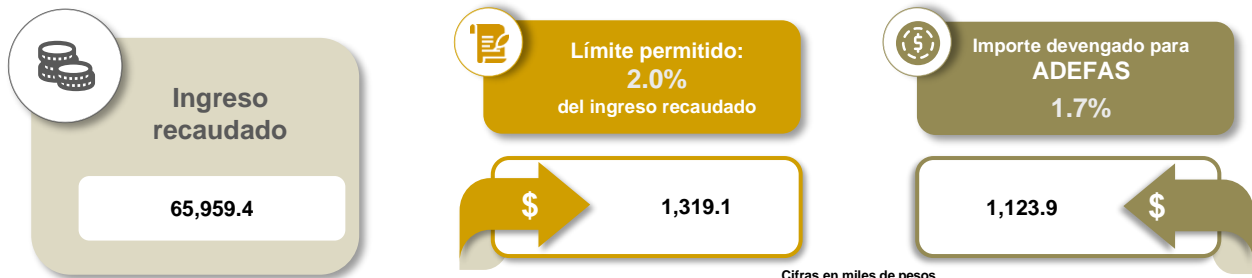 Ingreso
recaudado
65,959.4
Límite permitido:
2.0%
del ingreso recaudado
$
1,319.1
Importe devengado para
ADEFAS
1.7%
1,123.9
$
Cifras en miles de pesos